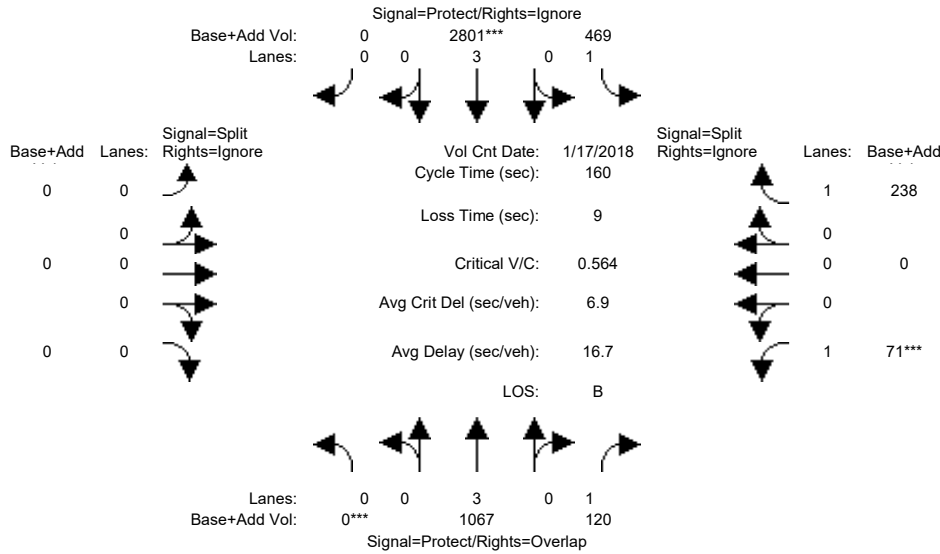 Signal=Protect/Rights=Ignore
Base+Add Vol: 0 2801*** 469
Lanes: 0 0 3 0 1
Signal=Split
Signal=Split
Base+Add Lanes: Rights=Ignore Vol Cnt Date: 1/17/2018 Rights=Ignore Lanes: Base+Add
Cycle Time (sec): 160
0 0 1 238
Loss Time (sec): 9
0 0
0 0 Critical V/C: 0.564 0 0
0 Avg Crit Del (sec/veh): 6.9 0
0 0 Avg Delay (sec/veh): 16.7 1 71***
LOS: B
Lanes: 0 0 3 0 1
Base+Add Vol: 0*** 1067 120
Signal=Protect/Rights=Overlap